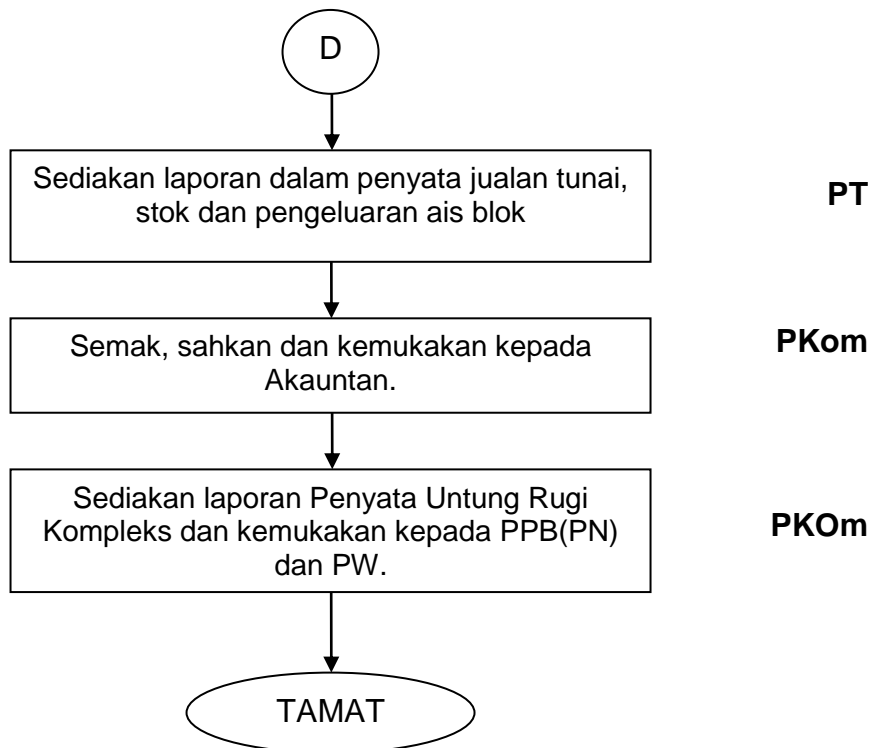 D
Sediakan laporan dalam penyata jualan tunai,
stok dan pengeluaran ais blok
PT
Semak, sahkan dan kemukakan kepada
Akauntan.
PKom
Sediakan laporan Penyata Untung Rugi
Kompleks dan kemukakan kepada PPB(PN)
dan PW.
PKOm
TAMAT